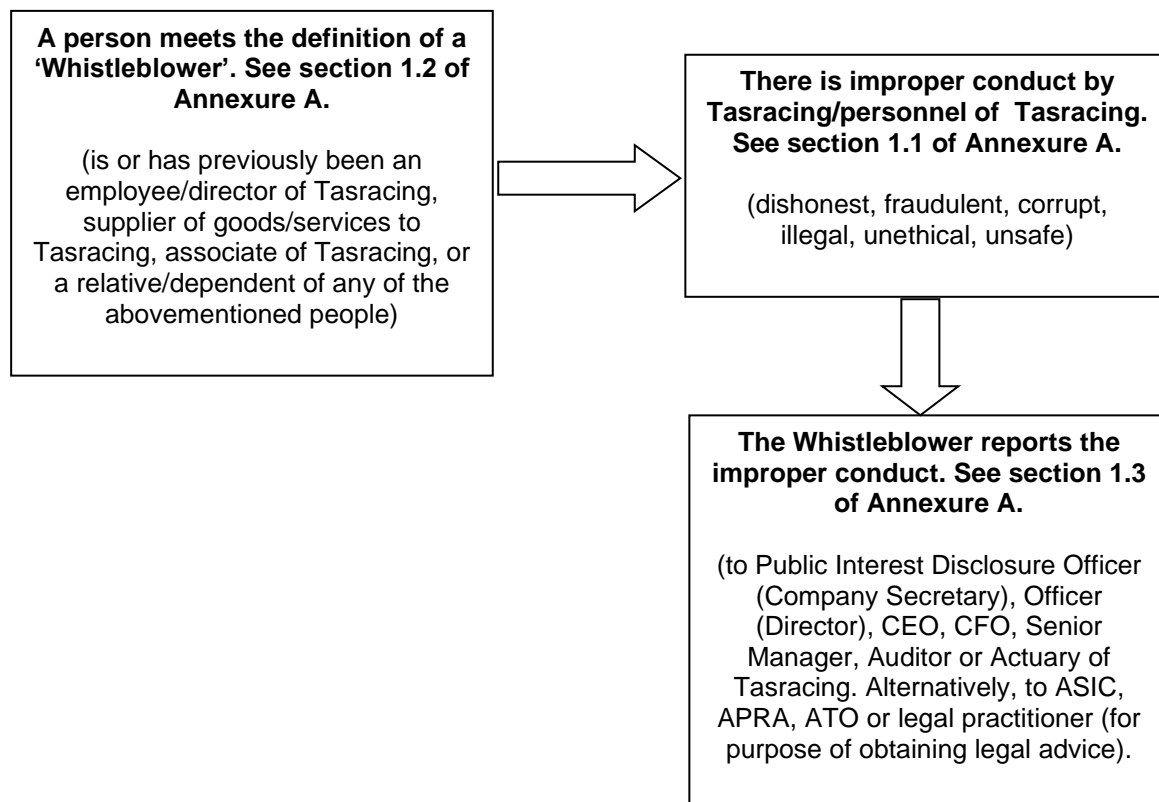 A person meets the definition of a
‘Whistleblower’. See section 1.2 of
Annexure A.
(is or has previously been an
employee/director of Tasracing,
supplier of goods/services to
Tasracing, associate of Tasracing, or
a relative/dependent of any of the
abovementioned people)
There is improper conduct by
Tasracing/personnel of  Tasracing.
See section 1.1 of Annexure A.
(dishonest, fraudulent, corrupt,
illegal, unethical, unsafe)
The Whistleblower reports the
improper conduct. See section 1.3
of Annexure A.
(to Public Interest Disclosure Officer
(Company Secretary), Officer
(Director), CEO, CFO, Senior
Manager, Auditor or Actuary of
Tasracing. Alternatively, to ASIC,
APRA, ATO or legal practitioner (for
purpose of obtaining legal advice).